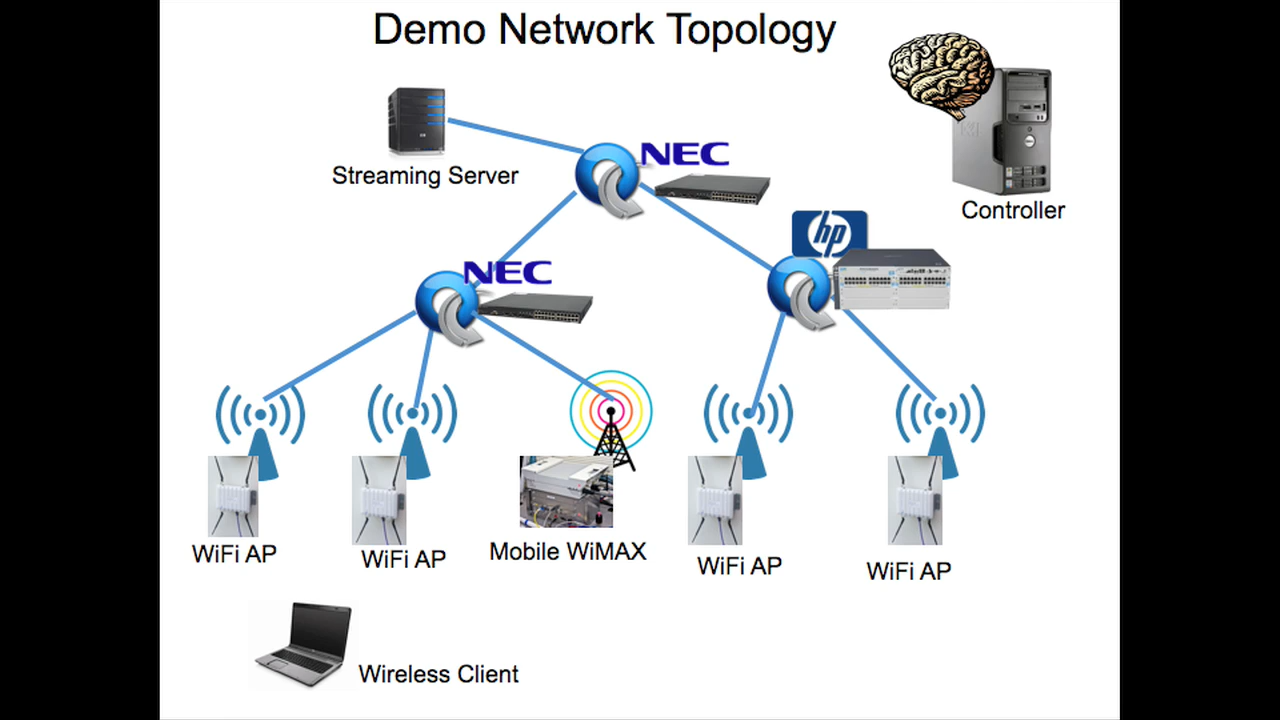 Demo Network Topology
NEC
Streaming Server
hp
Controller
NEC
WiFi AP
WiFi AP
Mobile WiMAX
WiFi AP
WiFi AP
Wireless Client